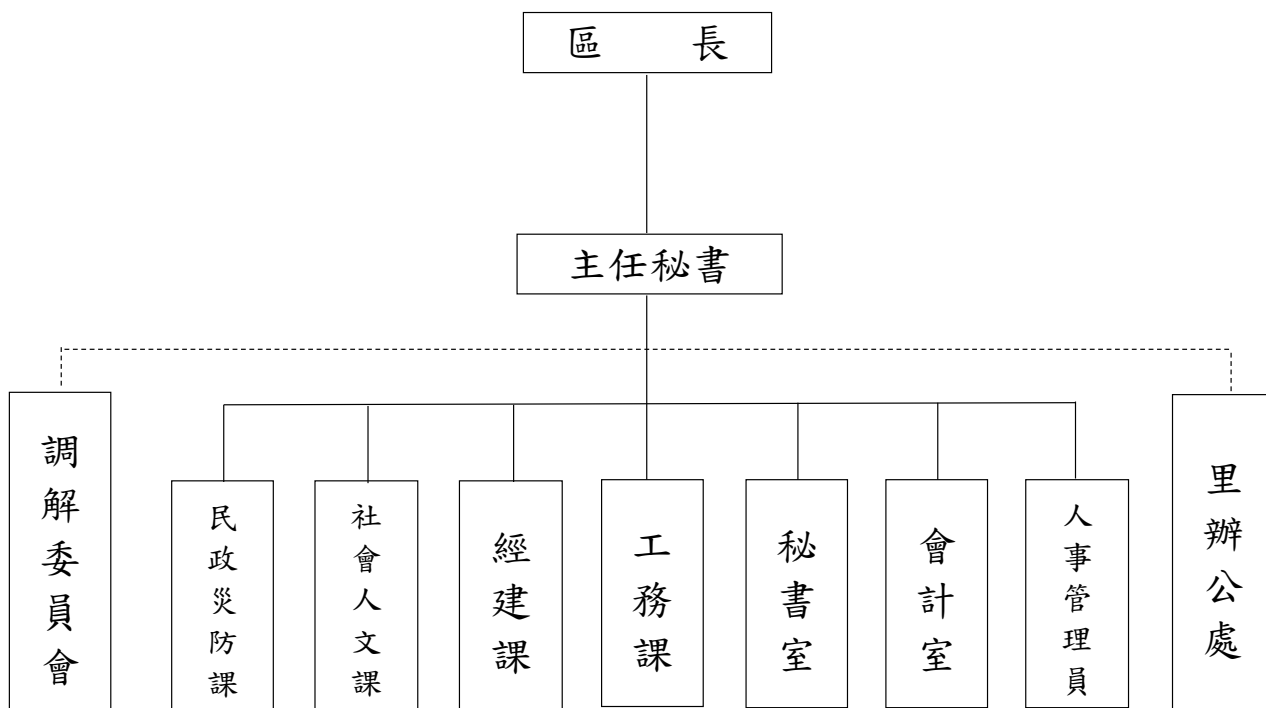 區　　長
主任秘書
調解委員會
民政災防課
社會人文課
經建課
工務課
秘書室
會計室
人事管理員
里辦公處